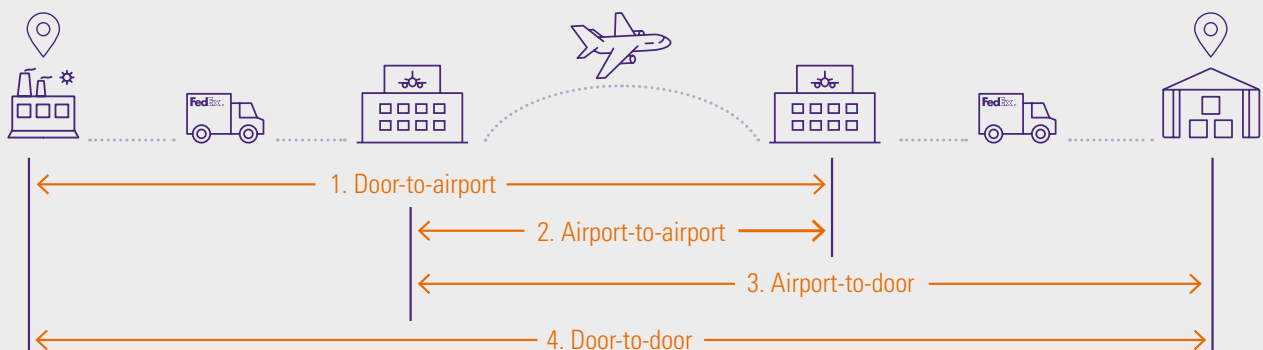 FedEx.
FedEx.
1. Door-to-airport
2. Airport-to-airport
3. Airport-to-door
4. Door-to-door